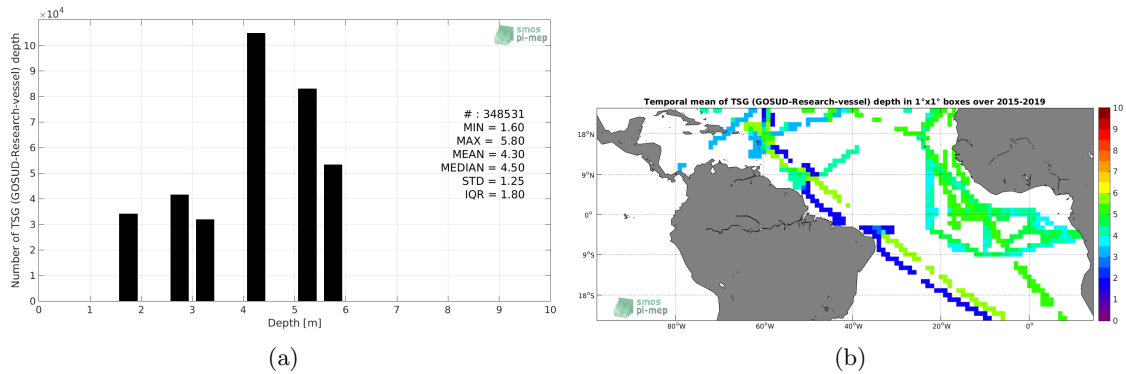 ×10⁴
smos
pi-mep
10
9
8
7
6
5
4
3
2
1
0
Number of TSG (GOSUD-Research-vessel) depth
# : 348531
MIN = 1.60
MAX = 5.80
MEAN = 4.30
MEDIAN = 4.50
STD = 1.25
IQR = 1.80
0 1 2 3 4 5 6 7 8 9 10
Depth [m]
(a)
Temporal mean of TSG (GOSUD-Research-vessel) depth in 1°x1° boxes over 2015-2019
18°N
9°N
0°
9°S
18°S
smos
pi-mep
80°W 60°W 40°W 20°W 0°
10
9
8
7
6
5
4
3
2
1
0
(b)